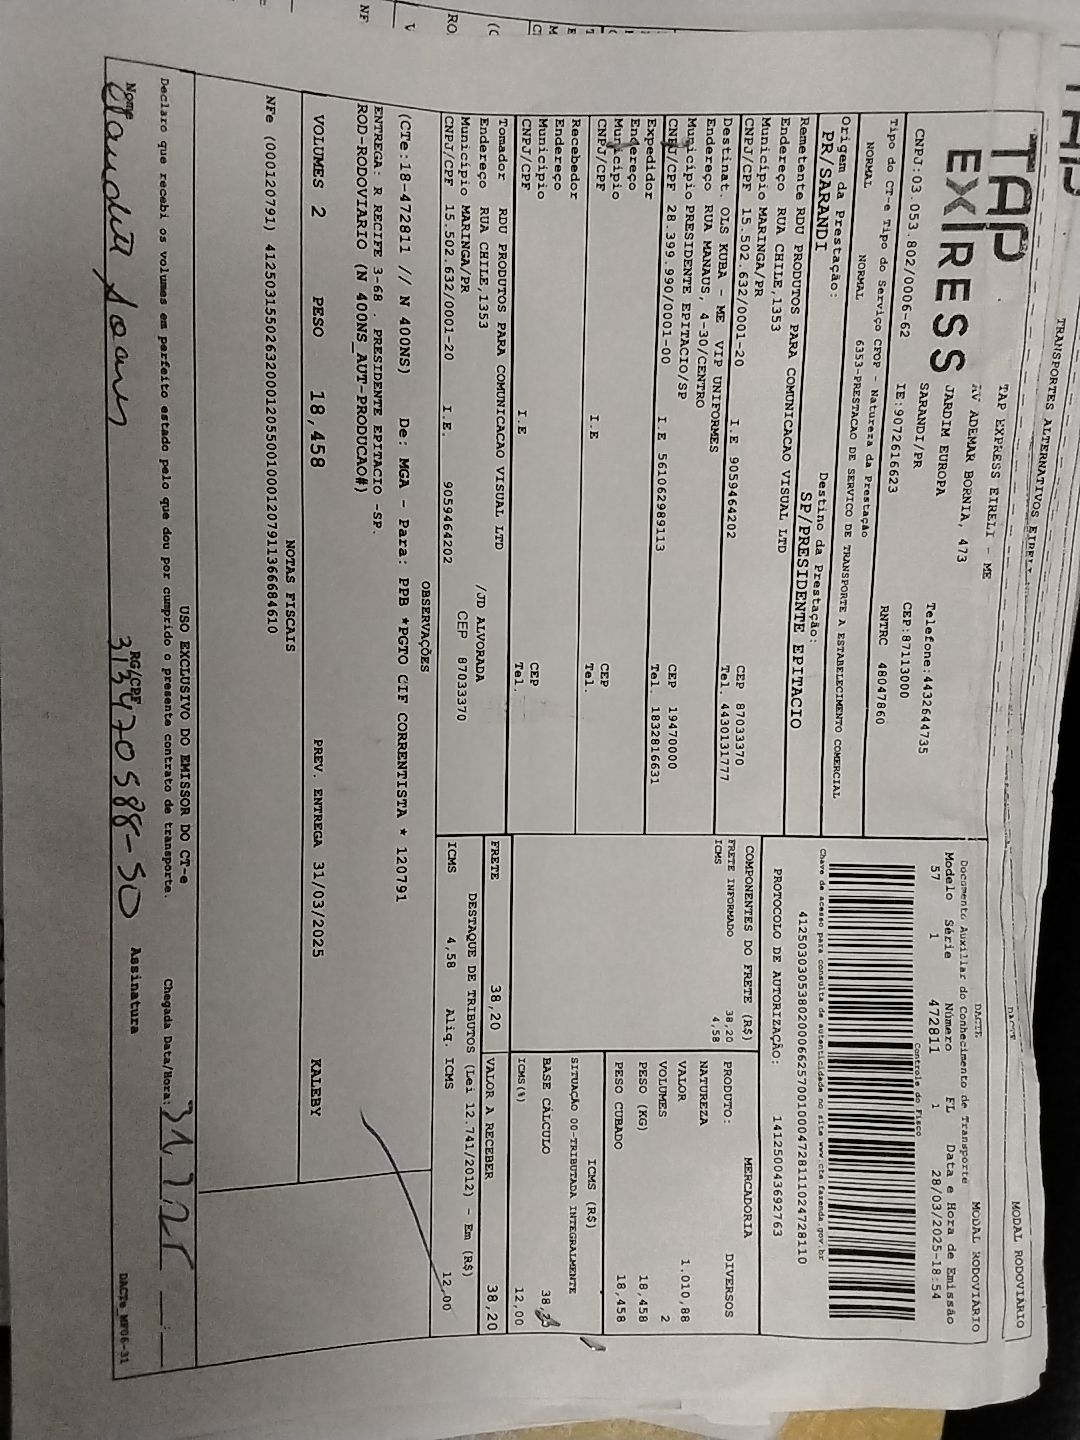 TRANSPORTES ALTERNATIVOS EIRELI
MODAL RODOVIÁRIO
TAP EXPRESS
TAP EXPRESS EIRELI - ME
AV ADEMAR BORNIA, 473
JARDIM EUROPA
SARANDI/PR
Telefone:4432644735
CEP:87113000
CNPJ:03.053.802/0006-62
IE:9072616623
RNTRC 48047860
DACTE MODAL RODOVIÁRIO
Documento Auxiliar do Conhecimento de Transporte
Modelo Série Número FL Data e Hora de Emissão
57 1 472811 1 28/03/2025-18:54
Controle do Fisco
Chave de acesso para consulta de autenticidade no site www.cte.fazenda.gov.br
PROTOCOLO DE AUTORIZAÇÃO: 141250043692763
Tipo do CT-e Tipo do Serviço CFOP - Natureza da Prestação
NORMAL NORMAL 6353-PRESTACAO DE SERVICO DE TRANSPORTE A ESTABELECIMENTO COMERCIAL
Origem da Prestação: Destino da Prestação:
PR/SARANDI SP/PRESIDENTE EPITACIO
Remetente RDU PRODUTOS PARA COMUNICACAO VISUAL LTD
Endereço RUA CHILE,1353
Município MARINGA/PR CEP 87033370
CNPJ/CPF 15.502.632/0001-20 I.E 9059464202 Tel. 4430131777
Destinat. OLS KUBA - ME VIP UNIFORMES
Endereço RUA MANAUS, 4-30/CENTRO
Município PRESIDENTE EPITACIO/SP CEP 19470000
CNPJ/CPF 28.399.990/0001-00 I.E 561062989113 Tel. 1832816631
Expedidor
Endereço
Município CEP
CNPJ/CPF I.E Tel.
Recebedor
Endereço
Município CEP
CNPJ/CPF I.E Tel.
Tomador RDU PRODUTOS PARA COMUNICACAO VISUAL LTD
Endereço RUA CHILE,1353 /JD ALVORADA
Município MARINGA/PR CEP 87033370
CNPJ/CPF 15.502.632/0001-20 I.E. 9059464202
COMPONENTES DO FRETE (R$)
FRETE INFORMADO 38,20
ICMS 4,58
MERCADORIA
PRODUTO: DIVERSOS
NATUREZA
VALOR 1.010,88
VOLUMES 2
PESO (KG) 18,458
PESO CUBADO 18,458
ICMS (R$)
SITUAÇÃO 00-TRIBUTADA INTEGRALMENTE
BASE CÁLCULO
ICMS(%) 12,00
FRETE 38,20 VALOR A RECEBER 38,20
DESTAQUE DE TRIBUTOS (Lei 12.741/2012) - Em (R$)
ICMS 4,58 Aliq. ICMS 12,00
OBSERVAÇÕES
(CTe:18-472811 // N 400NS) De: MGA - Para: PPB *PGTO CIF CORRENTISTA * 120791
ENTREGA: R RECIFE 3-68 . PRESIDENTE EPITACIO -SP.
ROD-RODOVIARIO (N 400NS_AUT-PRODUCAO#)
VOLUMES 2 PESO 18,458 PREV. ENTREGA 31/03/2025 KALEBY
NOTAS FISCAIS
NFe (000120791)
USO EXCLUSIVO DO EMISSOR DO CT-e
Declaro que recebi os volumes em perfeito estado pelo que dou por cumprido o presente contrato de transporte. Chegada Data/Hora:
Nome RG/CPF Assinatura
DACTe_MF06-31